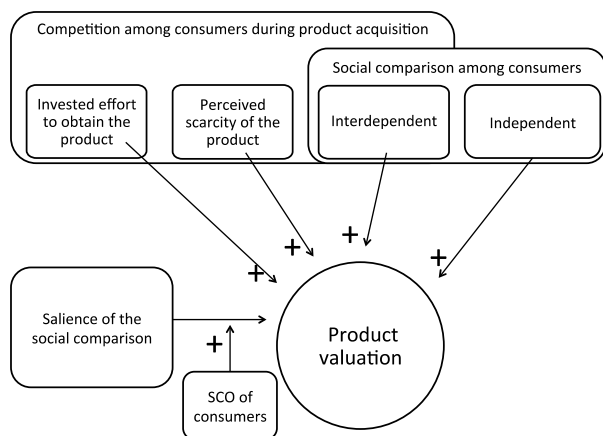 Competition among consumers during product acquisition
Social comparison among consumers
Invested effort
to obtain the
product
Perceived
scarcity of the
product
Interdependent
Independent
+
+
+
+
Salience of the
social comparison
+
SCO of
consumers
Product
valuation